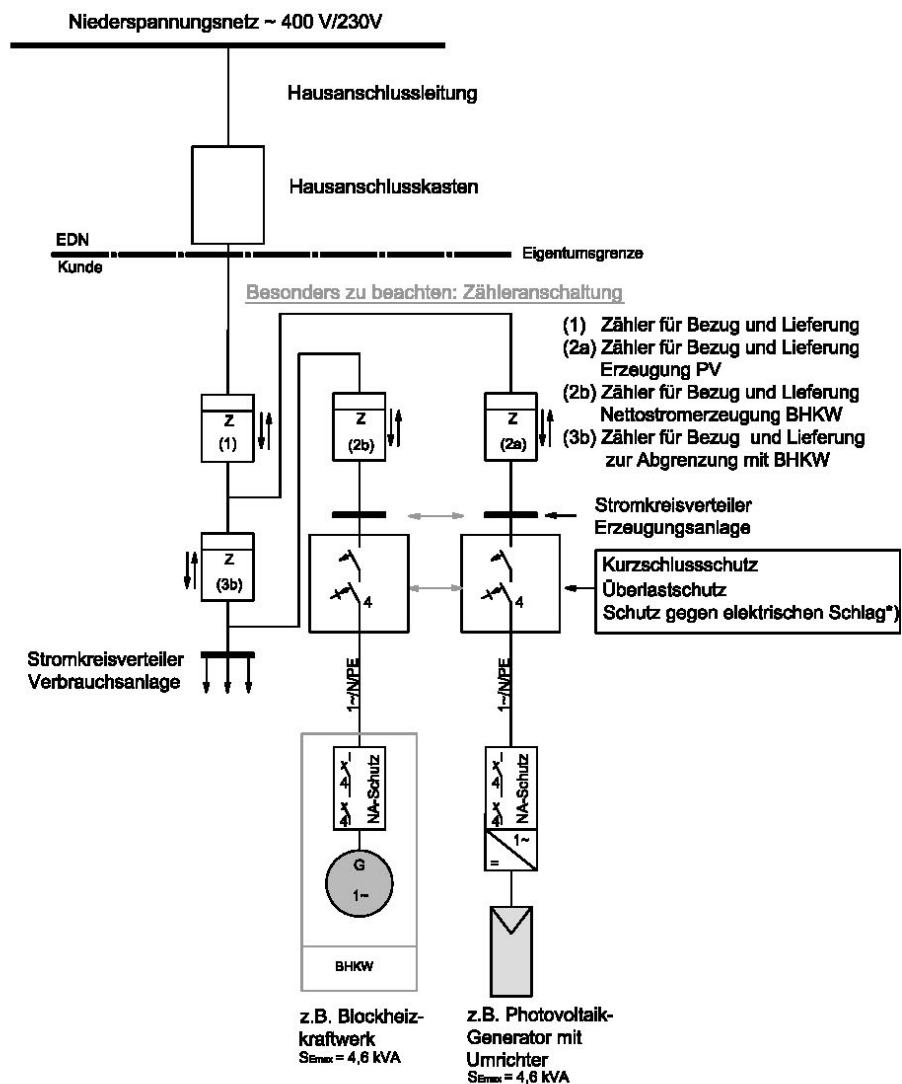 Niederspannungsnetz ~ 400 V/230V
Hausanschlussleitung
Hausanschlusskasten
EDN
Kunde
Eigentumsgrenze
Besonders zu beachten: Zähleranschaltung
(1) Zähler für Bezug und Lieferung
(2a) Zähler für Bezug und Lieferung
Erzeugung PV
(2b) Zähler für Bezug und Lieferung
Nettostromerzeugung BHKW
(3b) Zähler für Bezug und Lieferung
zur Abgrenzung mit BHKW
Z
(1)
Z
(2b)
Z
(2a)
Z
(3b)
Stromkreisverteiler
Erzeugungsanlage
Kurzschlussschutz
Überlastschutz
Schutz gegen elektrischen Schlag*)
4
4
Stromkreisverteiler
Verbrauchsanlage
1~/N/PE
1~/N/PE
NA-Schutz
4
4
NA-Schutz
4
4
G
1~
1~
=
BHKW
z.B. Blockheiz-
kraftwerk
SEmax = 4,6 kVA
z.B. Photovoltaik-
Generator mit
Umrichter
SEmax = 4,6 kVA